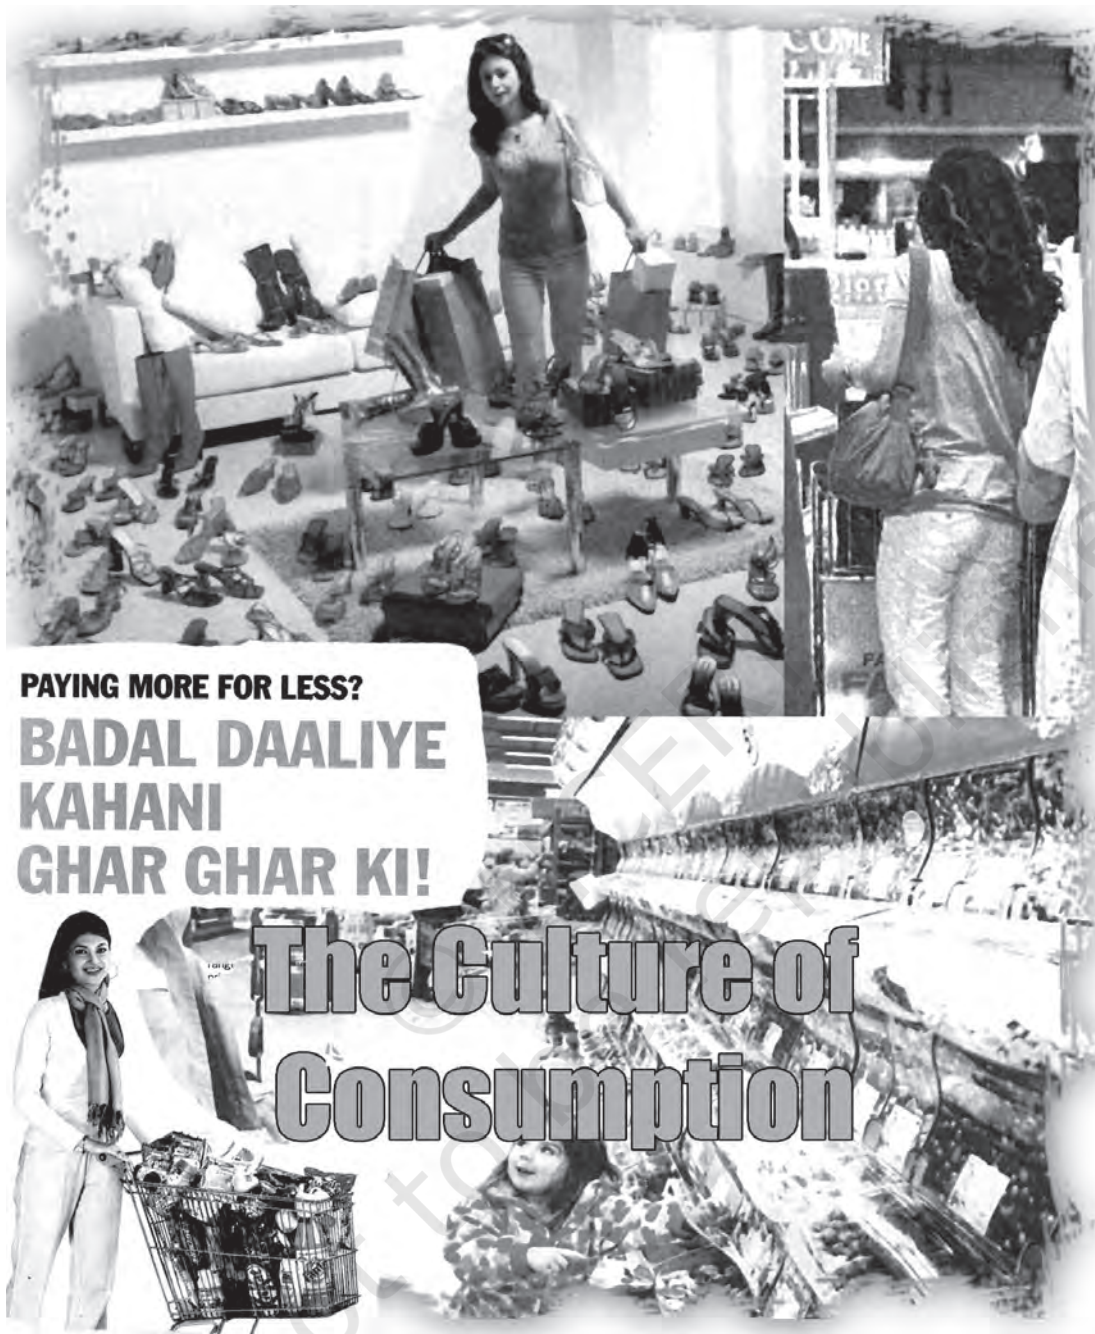 PAYING MORE FOR LESS?
BADAL DAALIYE
KAHANI
GHAR GHAR KI!
The Culture of
Consumption